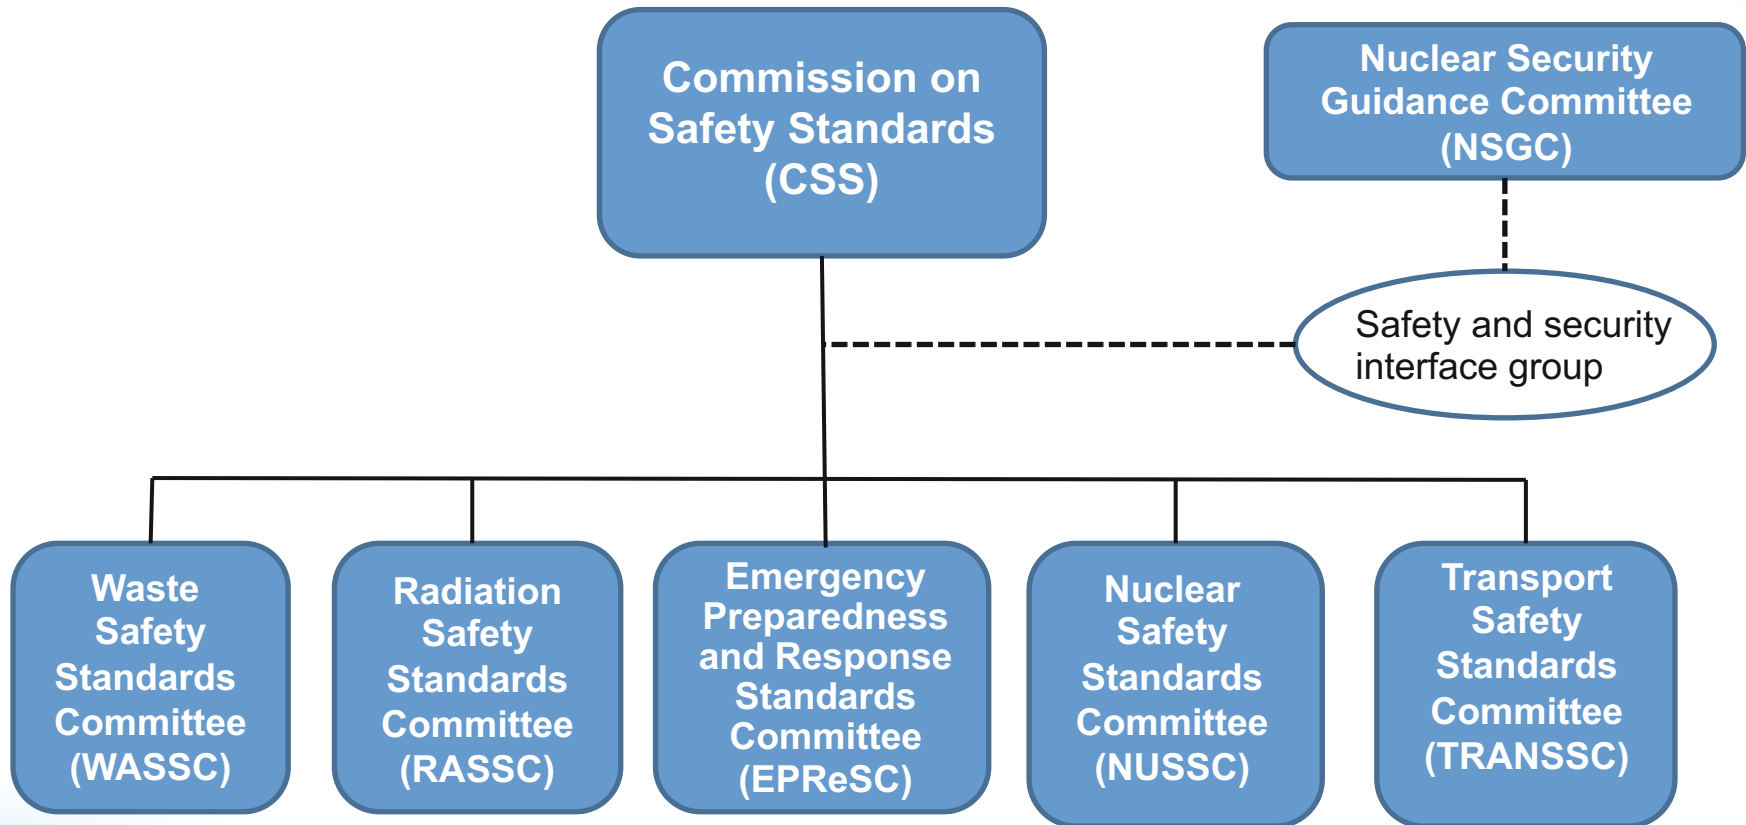 Commission on
Safety Standards
(CSS)
Nuclear Security
Guidance Committee
(NSGC)
Safety and security
interface group
Waste
Safety
Standards
Committee
(WASSC)
Radiation
Safety
Standards
Committee
(RASSC)
Emergency
Preparedness
and Response
Standards
Committee
(EPReSC)
Nuclear
Safety
Standards
Committee
(NUSSC)
Transport
Safety
Standards
Committee
(TRANSSC)